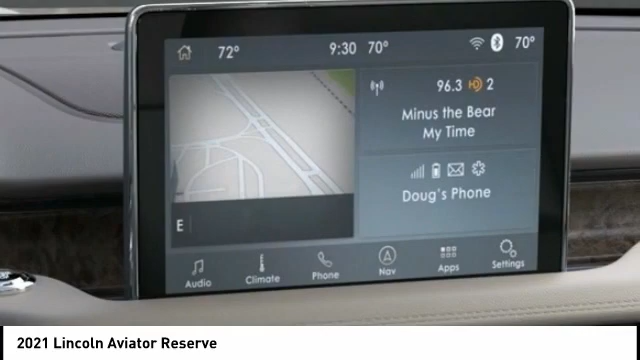 72° 9:30 70° 70°
96.3 HD 2
Minus the Bear
My Time
Doug's Phone
E
Audio Climate Phone Nav Apps Settings
2021 Lincoln Aviator Reserve